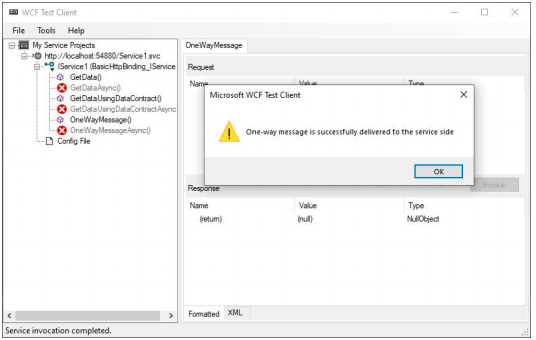 WCF Test Client
File Tools Help
My Service Projects
http://localhost:54880/Service1.svc
IService1 (BasicHttpBinding_IService
GetData()
GetDataAsync()
GetDataUsingDataContract()
GetDataUsingDataContractAsync
OneWayMessage()
OneWayMessageAsync()
Config File
OneWayMessage
Request
Name Value Type
Microsoft WCF Test Client
One-way message is successfully delivered to the service side
OK
Response
Invoke
Name Value Type
(return) (null) NullObject
Formatted XML
Service invocation completed.